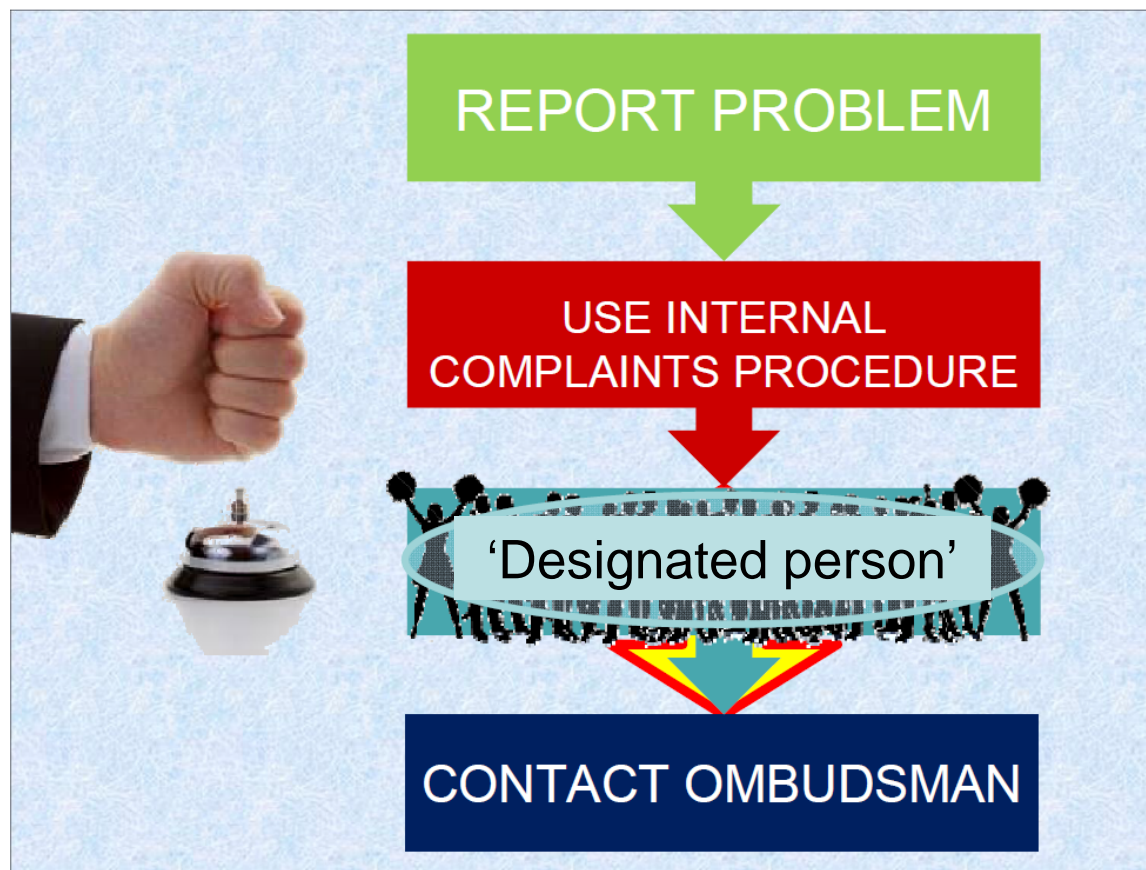 REPORT PROBLEM
USE INTERNAL
COMPLAINTS PROCEDURE
‘Designated person’
CONTACT OMBUDSMAN